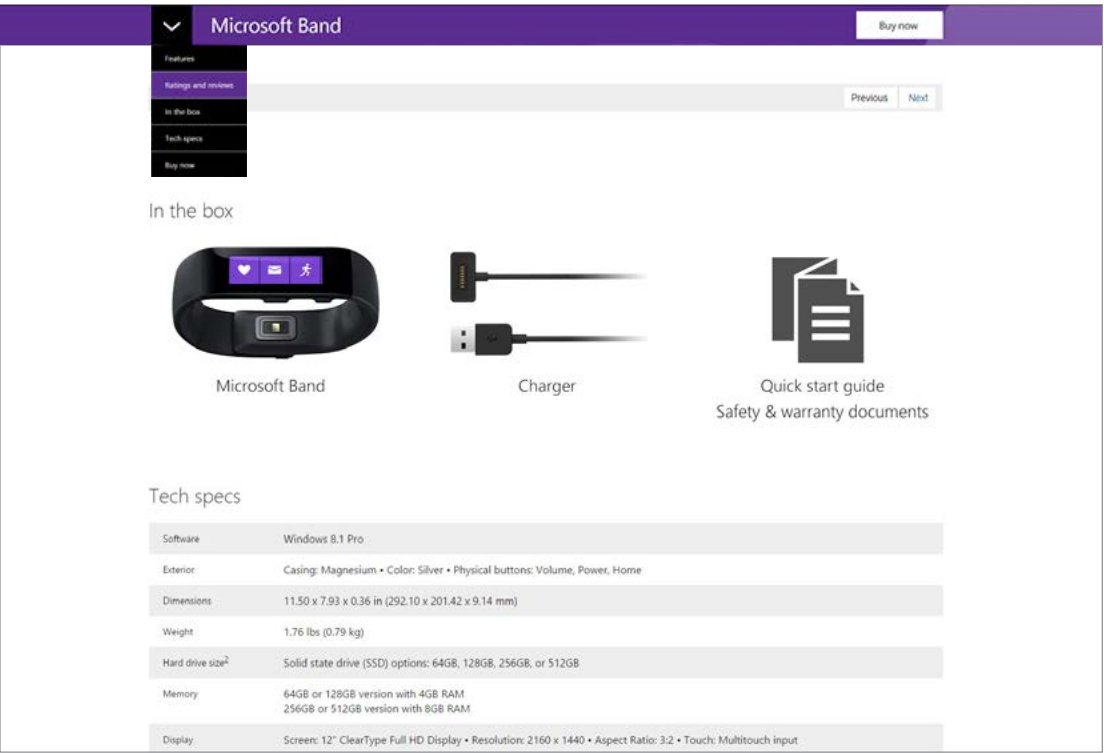 Microsoft Band
Buy now
Features
Ratings and reviews
In the box
Tech specs
Buy now
Previous Next
In the box
Microsoft Band
Charger
Quick start guide
Safety & warranty documents
Tech specs
Software Windows 8.1 Pro
Exterior Casing: Magnesium • Color: Silver • Physical buttons: Volume, Power, Home
Dimensions 11.50 x 7.93 x 0.36 in (292.10 x 201.42 x 9.14 mm)
Weight 1.76 lbs (0.79 kg)
Hard drive size2 Solid state drive (SSD) options: 64GB, 128GB, 256GB, or 512GB
Memory 64GB or 128GB version with 4GB RAM
256GB or 512GB version with 8GB RAM
Display Screen: 12" ClearType Full HD Display • Resolution: 2160 x 1440 • Aspect Ratio: 3:2 • Touch: Multitouch input